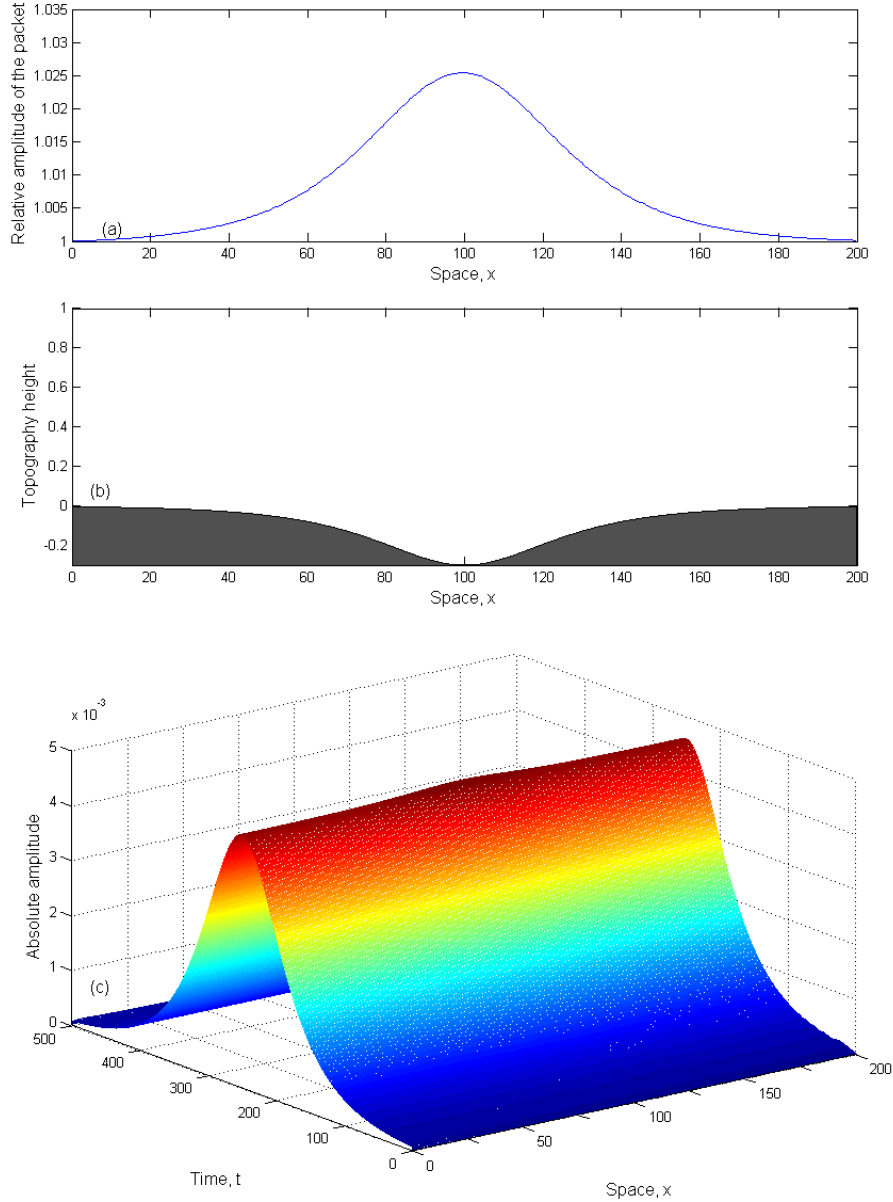 Relative amplitude of the packet
1.035
1.03
1.025
1.02
1.015
1.01
1.005
1
(a)
0 20 40 60 80 100 120 140 160 180 200
Space, x
Topography height
1
0.8
0.6
0.4
0.2
0
-0.2
(b)
0 20 40 60 80 100 120 140 160 180 200
Space, x
x 10⁻³
Absolute amplitude
5
4
3
2
1
0
(c)
500 400 300 200 100 0
Time, t
0 50 100 150 200
Space, x